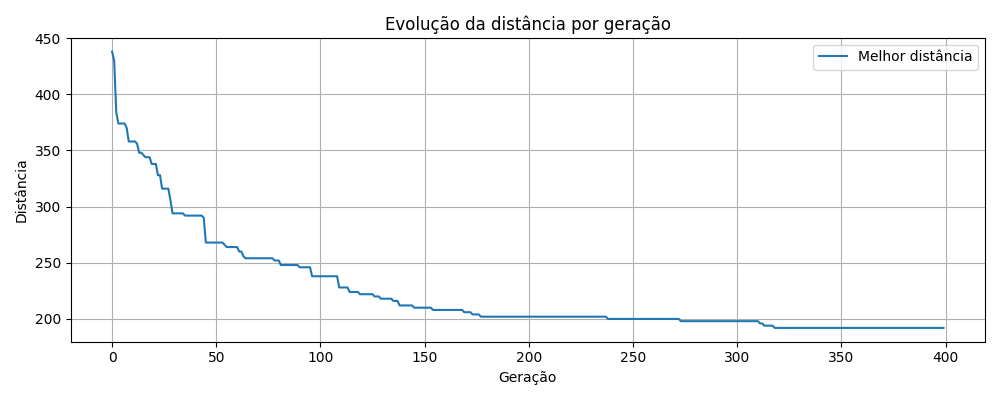 Evolução da distância por geração
Melhor distância
Distância
450
400
350
300
250
200
0 50 100 150 200 250 300 350 400
Geração